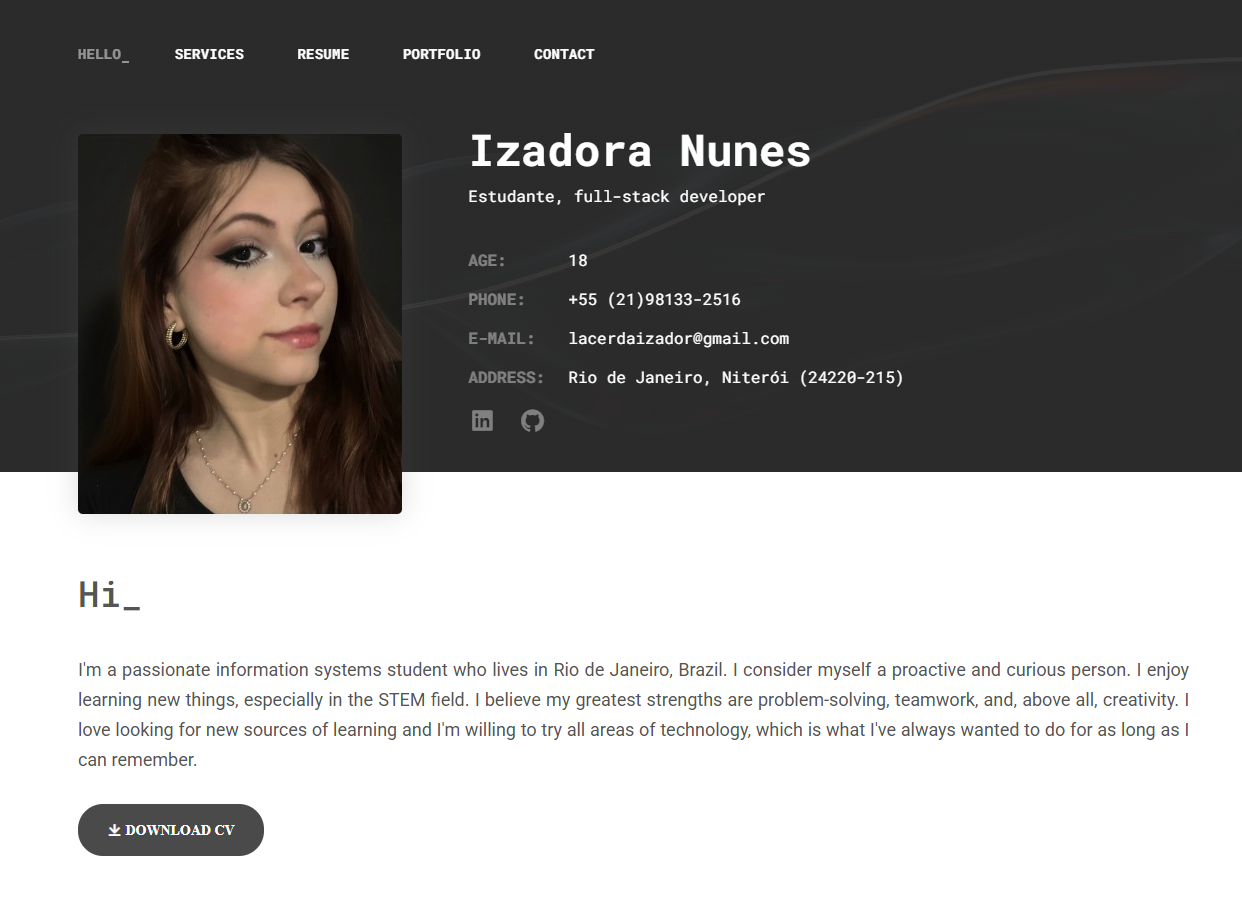 HELLO_ SERVICES RESUME PORTFOLIO CONTACT
Izadora Nunes
Estudante, full-stack developer
AGE: 18
PHONE: +55 (21)98133-2516
E-MAIL: lacerdaizador@gmail.com
ADDRESS: Rio de Janeiro, Niterói (24220-215)
in
Hi_
I'm a passionate information systems student who lives in Rio de Janeiro, Brazil. I consider myself a proactive and curious person. I enjoy
learning new things, especially in the STEM field. I believe my greatest strengths are problem-solving, teamwork, and, above all, creativity. I
love looking for new sources of learning and I'm willing to try all areas of technology, which is what I've always wanted to do for as long as I
can remember.
DOWNLOAD CV